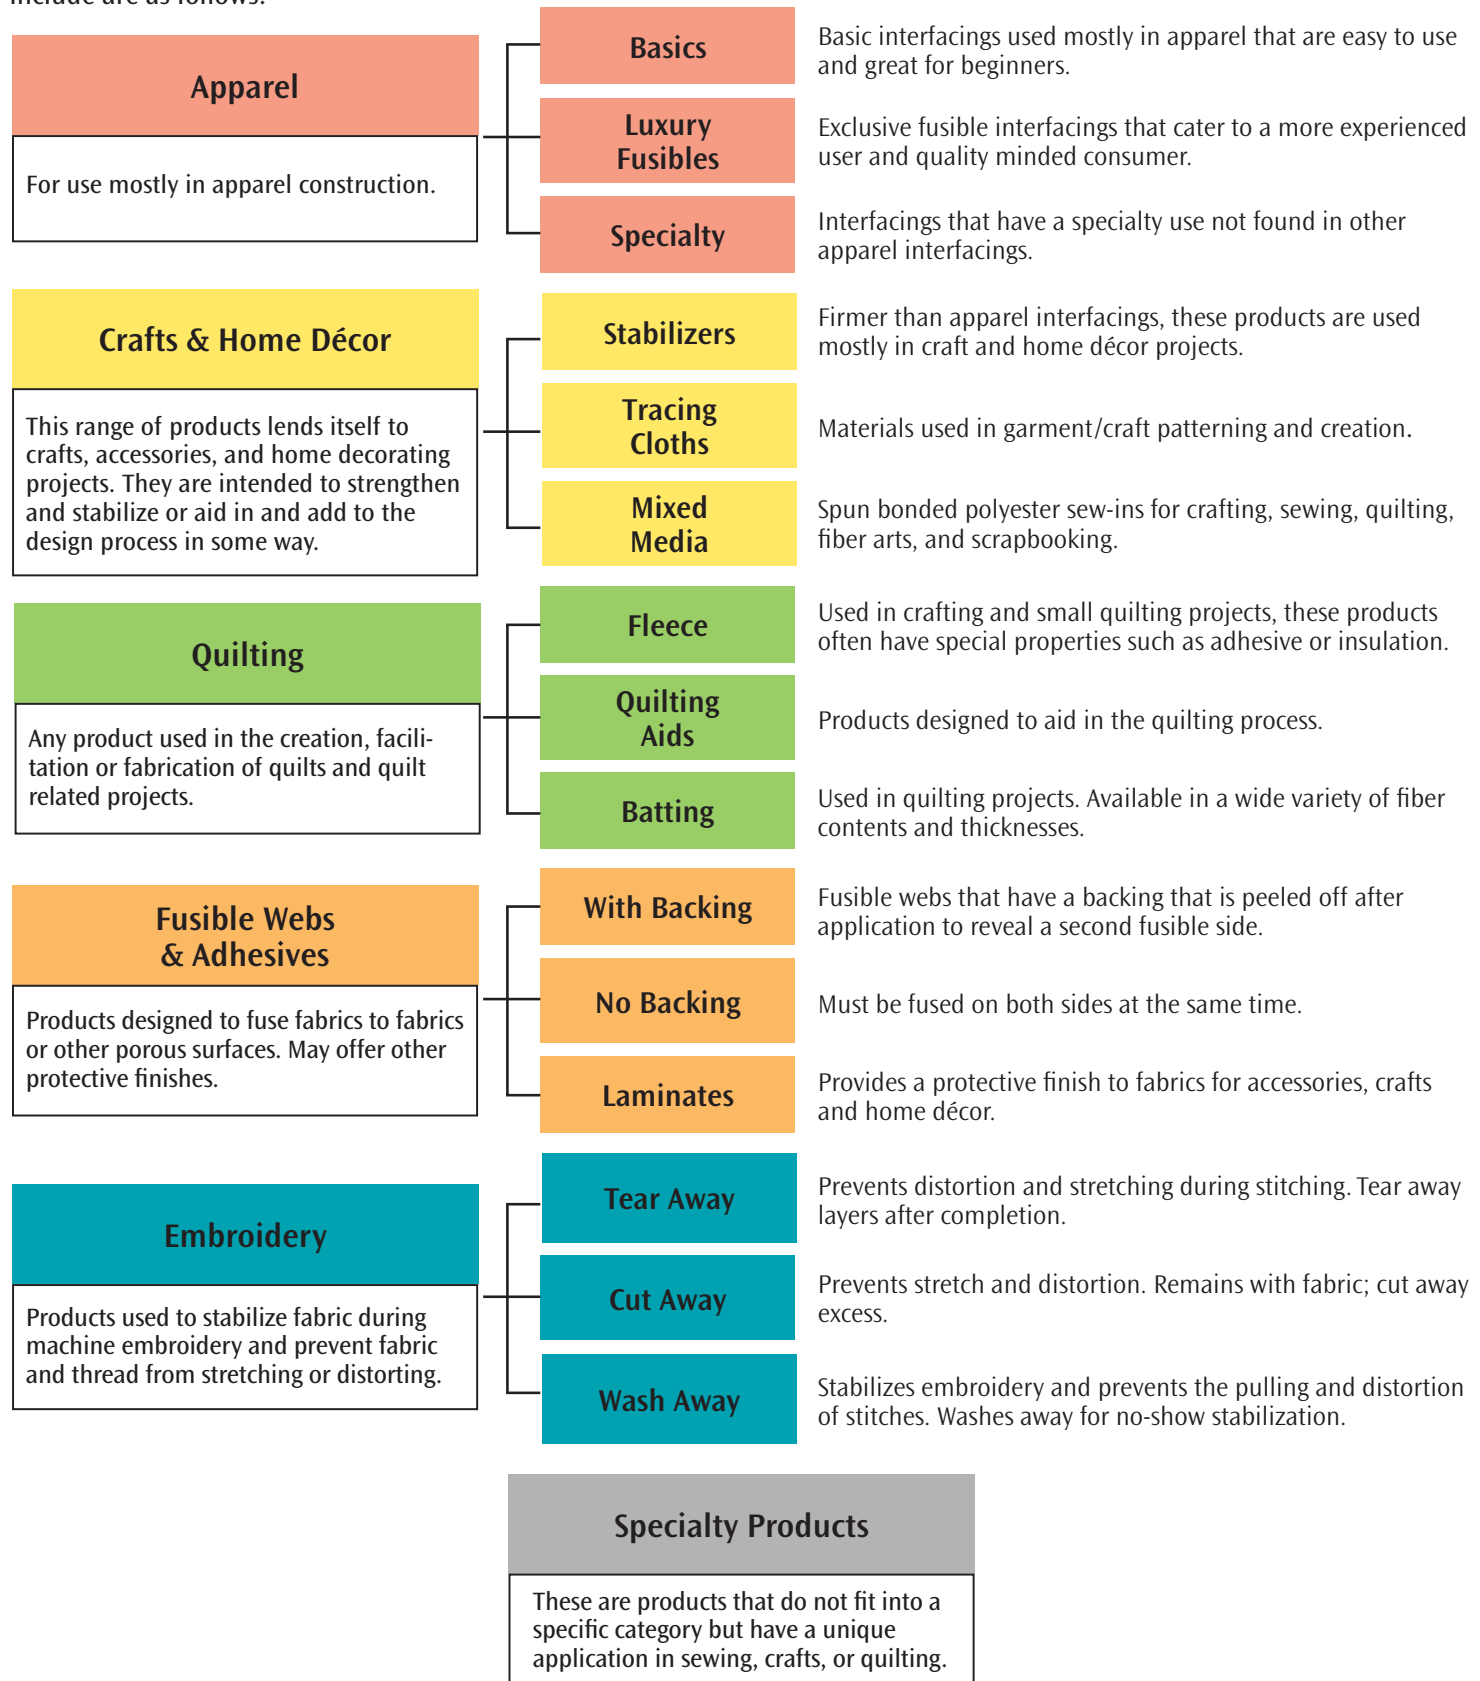 include are as follows:
Apparel
For use mostly in apparel construction.
Basics
Basic interfacings used mostly in apparel that are easy to use
and great for beginners.
Luxury
Fusibles
Exclusive fusible interfacings that cater to a more experienced
user and quality minded consumer.
Specialty
Interfacings that have a specialty use not found in other
apparel interfacings.
Crafts & Home Décor
This range of products lends itself to
crafts, accessories, and home decorating
projects. They are intended to strengthen
and stabilize or aid in and add to the
design process in some way.
Stabilizers
Firmer than apparel interfacings, these products are used
mostly in craft and home décor projects.
Tracing
Cloths
Materials used in garment/craft patterning and creation.
Mixed
Media
Spun bonded polyester sew-ins for crafting, sewing, quilting,
fiber arts, and scrapbooking.
Quilting
Any product used in the creation, facili-
tation or fabrication of quilts and quilt
related projects.
Fleece
Used in crafting and small quilting projects, these products
often have special properties such as adhesive or insulation.
Quilting
Aids
Products designed to aid in the quilting process.
Batting
Used in quilting projects. Available in a wide variety of fiber
contents and thicknesses.
Fusible Webs
& Adhesives
Products designed to fuse fabrics to fabrics
or other porous surfaces. May offer other
protective finishes.
With Backing
Fusible webs that have a backing that is peeled off after
application to reveal a second fusible side.
No Backing
Must be fused on both sides at the same time.
Laminates
Provides a protective finish to fabrics for accessories, crafts
and home décor.
Embroidery
Products used to stabilize fabric during
machine embroidery and prevent fabric
and thread from stretching or distorting.
Tear Away
Prevents distortion and stretching during stitching. Tear away
layers after completion.
Cut Away
Prevents stretch and distortion. Remains with fabric; cut away
excess.
Wash Away
Stabilizes embroidery and prevents the pulling and distortion
of stitches. Washes away for no-show stabilization.
Specialty Products
These are products that do not fit into a
specific category but have a unique
application in sewing, crafts, or quilting.